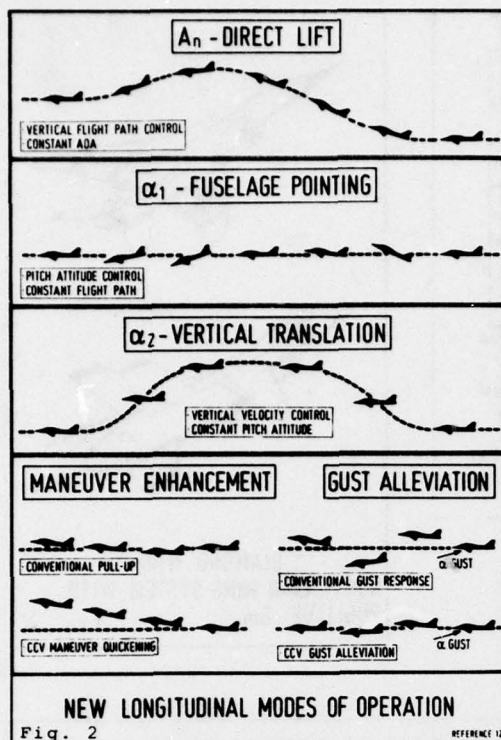 An - DIRECT LIFT
VERTICAL FLIGHT PATH CONTROL
CONSTANT AOA
α1 - FUSELAGE POINTING
PITCH ATTITUDE CONTROL
CONSTANT FLIGHT PATH
α2 - VERTICAL TRANSLATION
VERTICAL VELOCITY CONTROL
CONSTANT PITCH ATTITUDE
MANEUVER ENHANCEMENT
GUST ALLEVIATION
CONVENTIONAL PULL-UP
α GUST
CONVENTIONAL GUST RESPONSE
CCV MANEUVER QUICKENING
α GUST
CCV GUST ALLEVIATION
NEW LONGITUDINAL MODES OF OPERATION
Fig. 2
REFERENCE